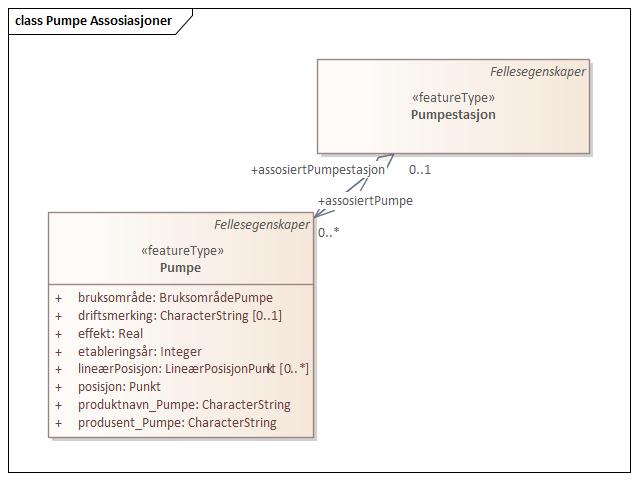 class Pumpe Assosiasjoner
Fellesegenskaper
«featureType»
Pumpestasjon
+assosiertPumpestasjon 0..1
+assosiertPumpe
0..*
Fellesegenskaper
«featureType»
Pumpe
+ bruksområde: BruksområdePumpe
+ driftsmerking: CharacterString [0..1]
+ effekt: Real
+ etableringsår: Integer
+ lineærPosisjon: LineærPosisjonPunkt [0..*]
+ posisjon: Punkt
+ produktnavn_Pumpe: CharacterString
+ produsent_Pumpe: CharacterString